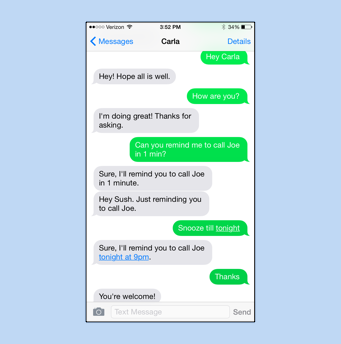 Verizon 3:52 PM 34%
Messages Carla Details
Hey Carla
Hey! Hope all is well.
How are you?
I'm doing great! Thanks for
asking.
Can you remind me to call Joe
in 1 min?
Sure, I'll remind you to call Joe
in 1 minute.
Hey Sush. Just reminding you
to call Joe.
Snooze till tonight
Sure, I'll remind you to call Joe
tonight at 9pm.
Thanks
You're welcome!
Text Message Send